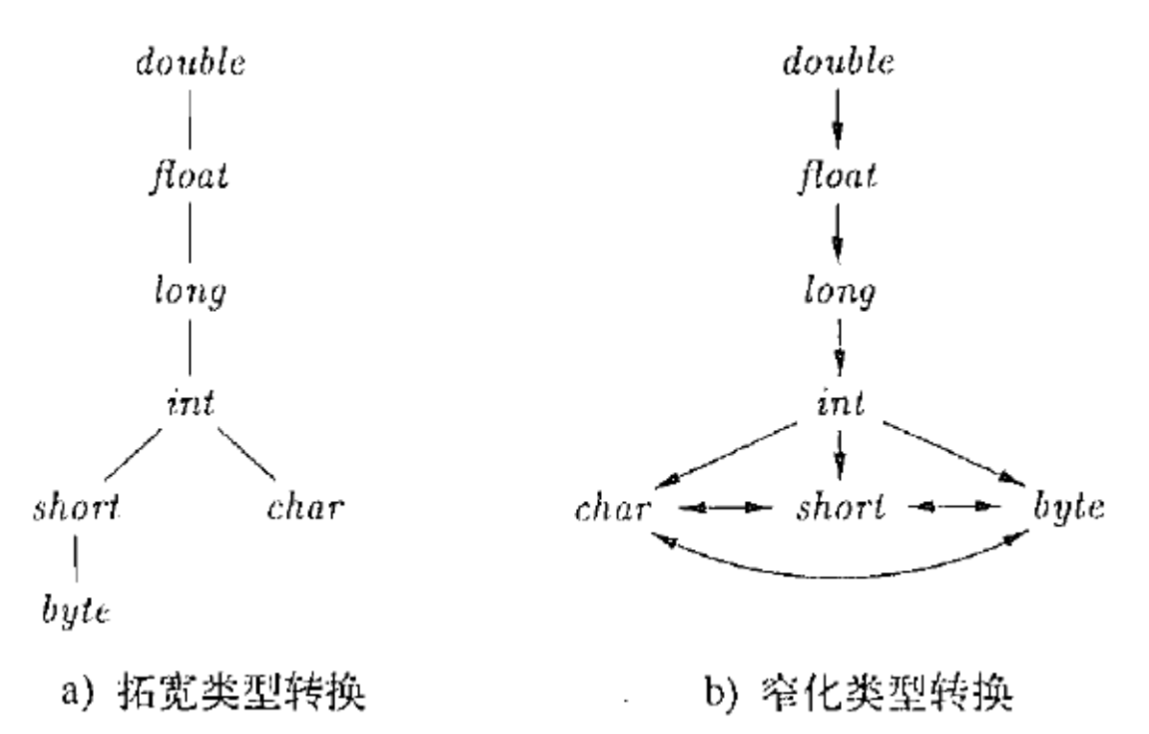 double double
float float
long long
int int
short char char short byte
byte
a) 拓宽类型转换 b) 窄化类型转换